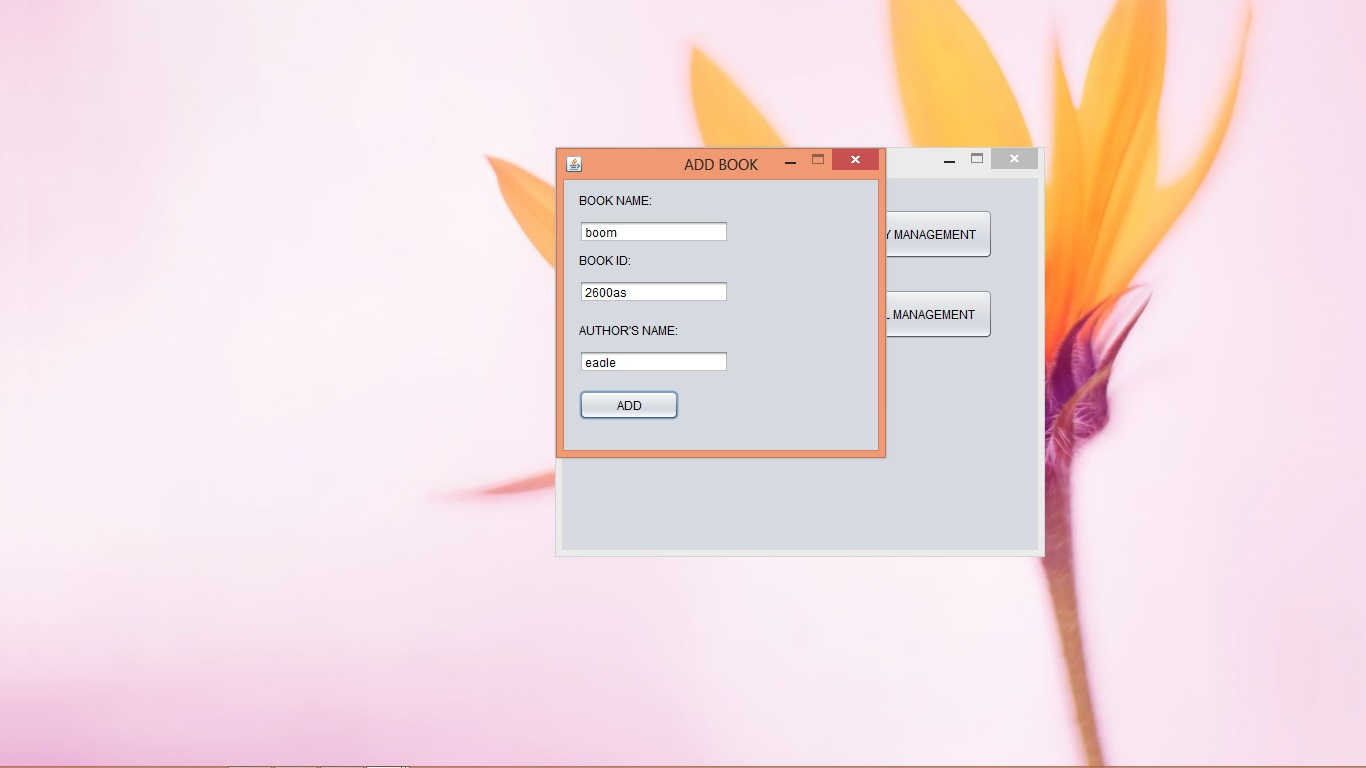 ADD BOOK
BOOK NAME:
boom
BOOK ID:
2600as
AUTHOR'S NAME:
eagle
ADD
MANAGEMENT
MANAGEMENT